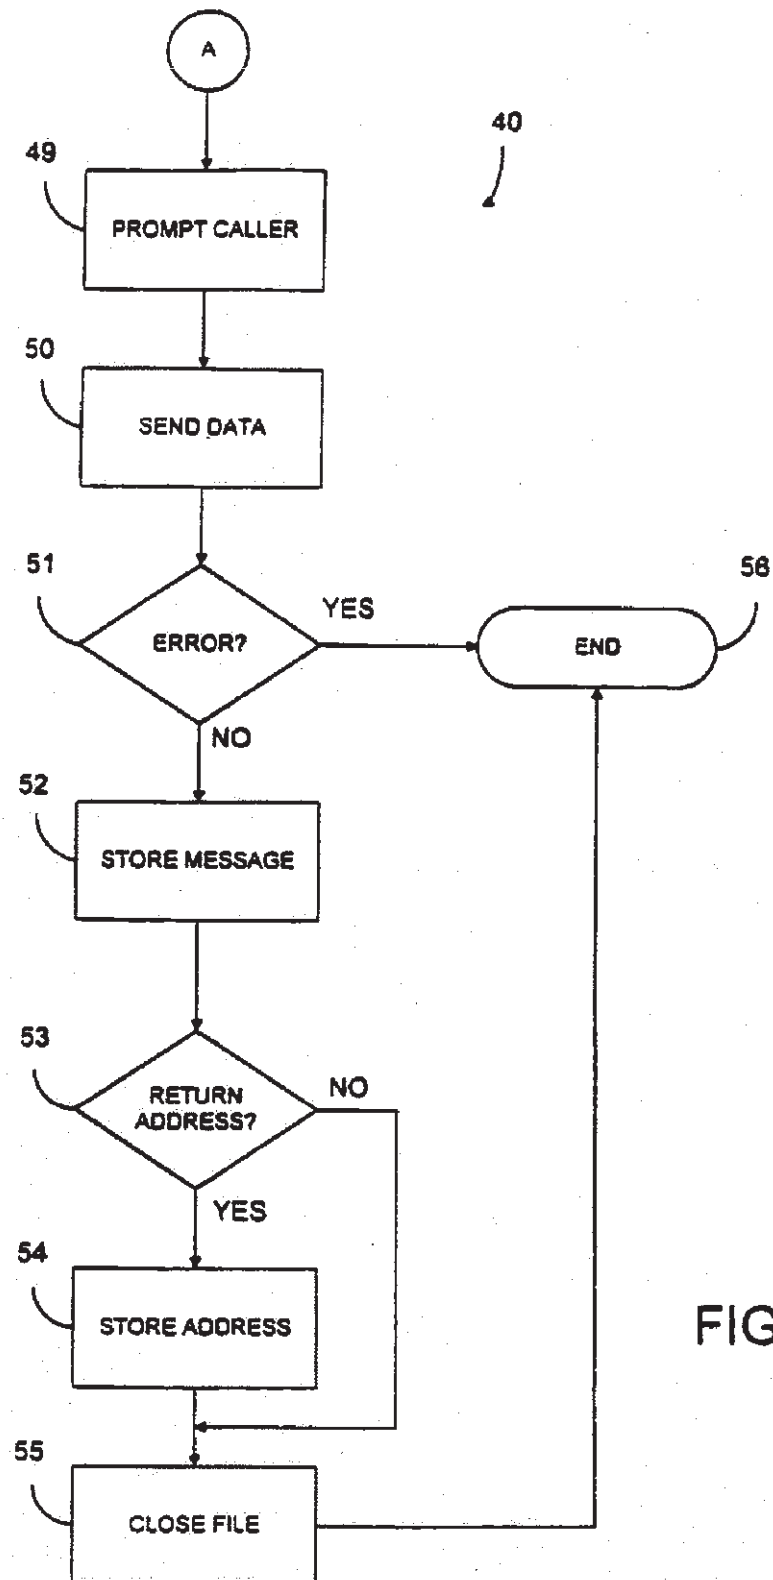 A
40
49
PROMPT CALLER
50
SEND DATA
51
ERROR?
YES
END
56
NO
52
STORE MESSAGE
53
RETURN
ADDRESS?
NO
YES
54
STORE ADDRESS
FIG
55
CLOSE FILE